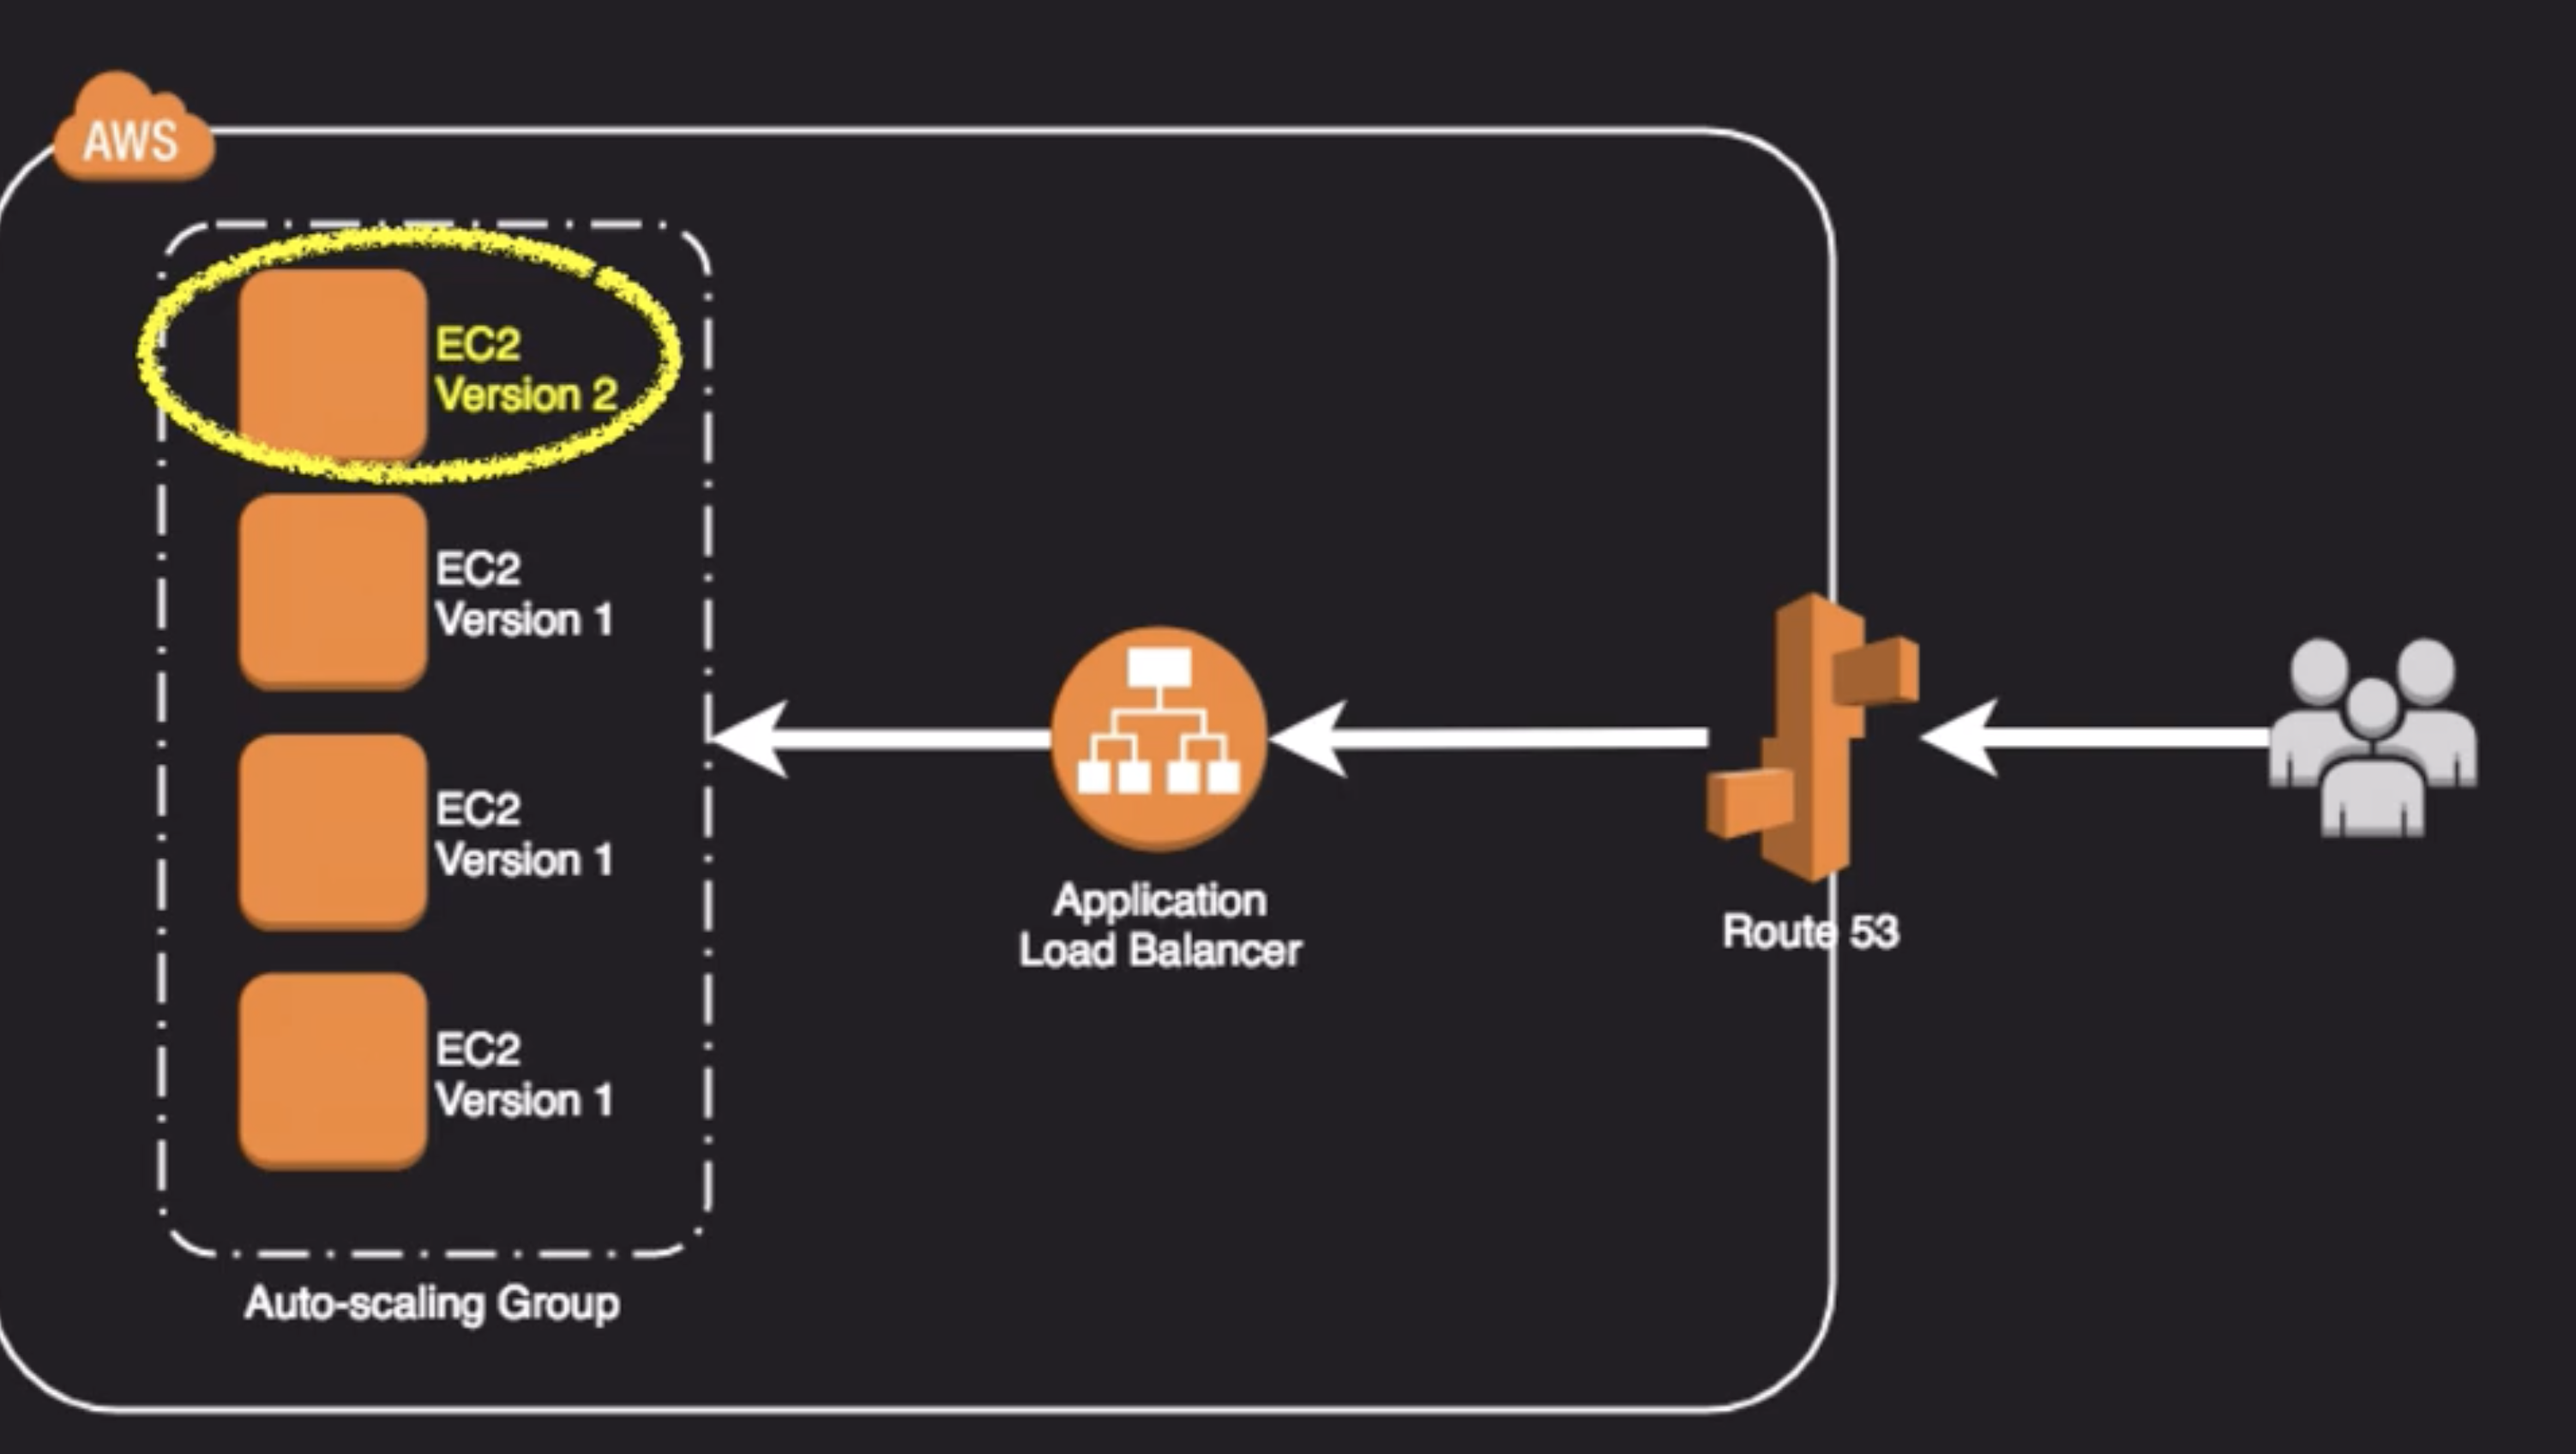 AWS
EC2
Version 2
EC2
Version 1
EC2
Version 1
EC2
Version 1
Auto-scaling Group
Application
Load Balancer
Route 53